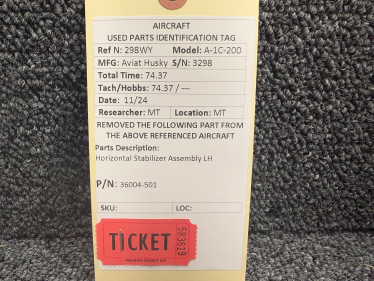 AIRCRAFT
USED PARTS IDENTIFICATION TAG
Ref N: 298WY Model: A-1C-200
MFG: Aviat Husky S/N: 3298
Total Time: 74.37
Tach/Hobbs: 74.37 / ---
Date: 11/24
Researcher: MT Location: MT
REMOVED THE FOLLOWING PART FROM
THE ABOVE REFERENCED AIRCRAFT
Parts Description:
Horizontal Stabilizer Assembly LH
P/N: 36004-501
SKU: LOC:
TICKET 583619